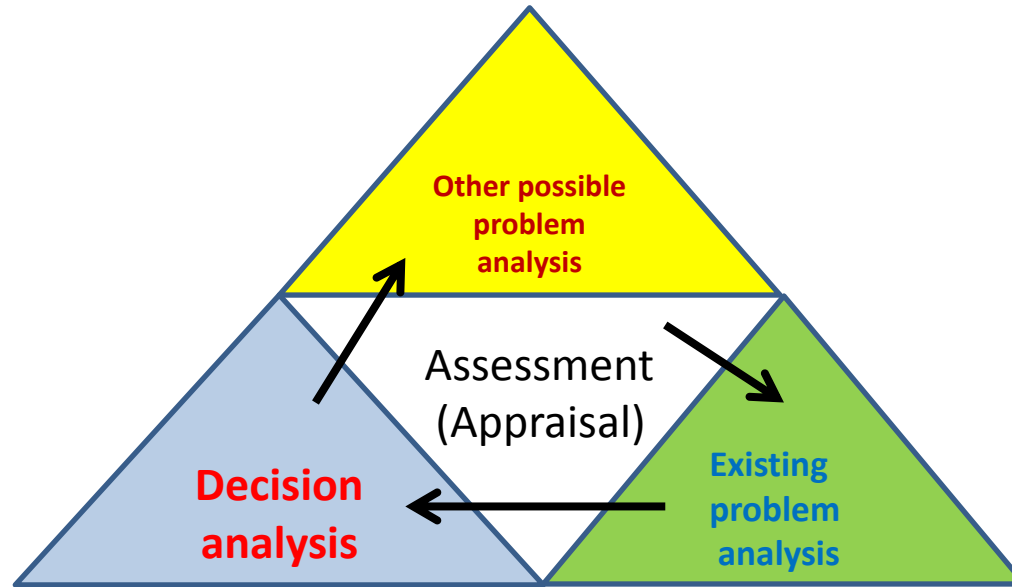 Other possible
problem
analysis
Assessment
(Appraisal)
Decision
analysis
Existing
problem
analysis